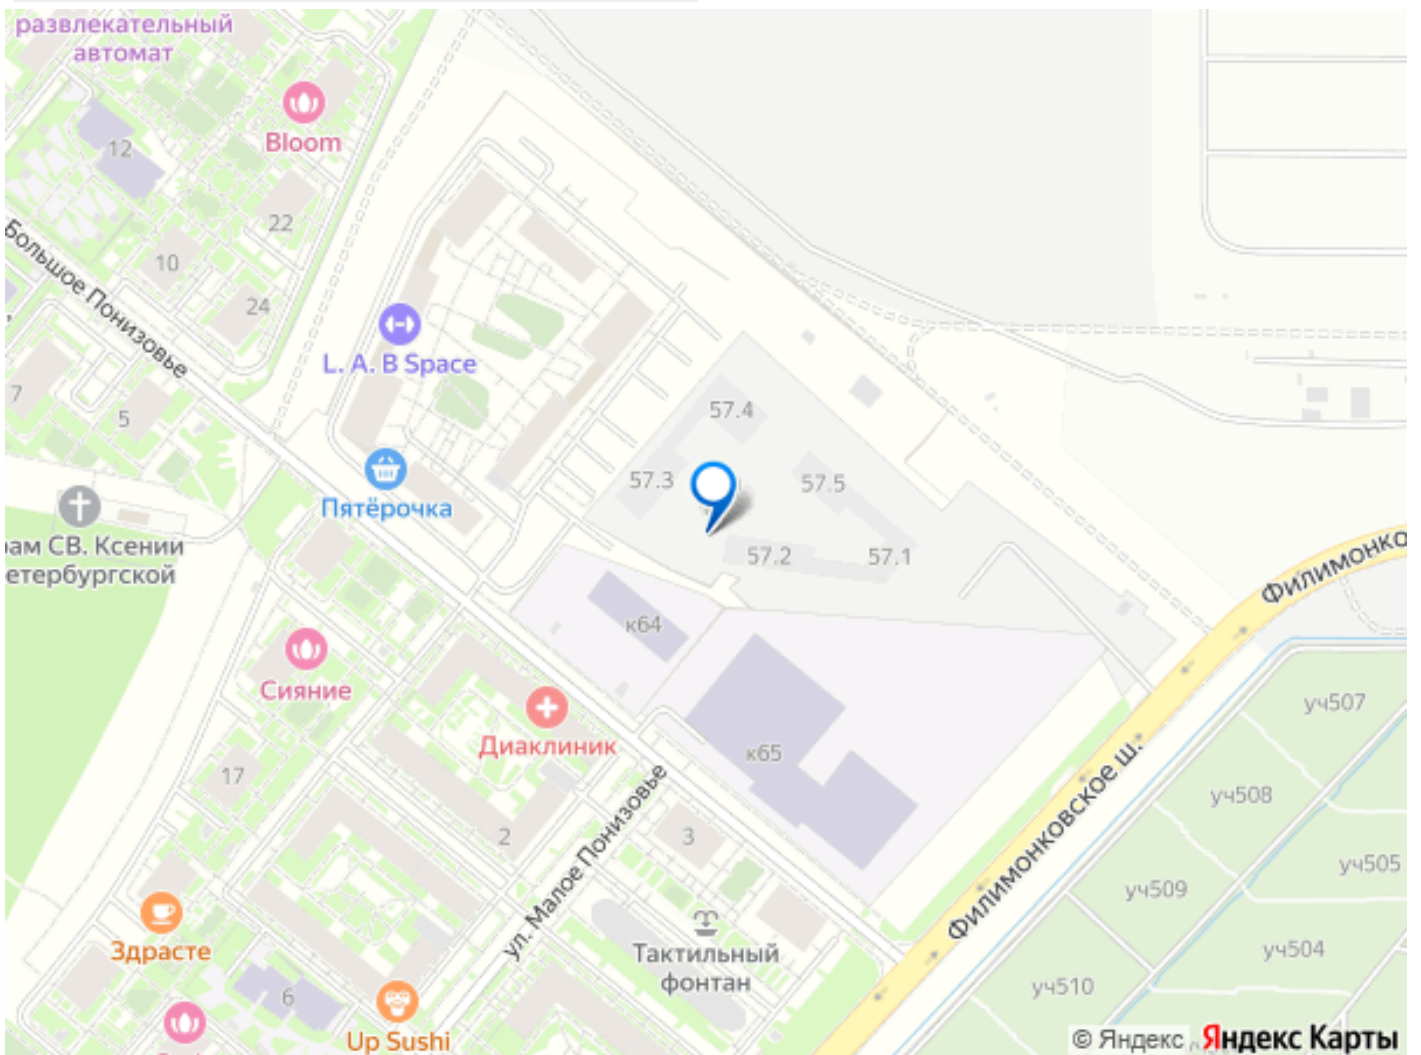 развлекательный
автомат
Bloom
12
22
10
24
Большое Понизовье
L. A. B Space
7
5
57.4
57.3
57.5
Пятёрочка
57.2
57.1
рам СВ. Ксении
етербургской
Филимонко
к64
Сияние
Диаклиник
уч507
к65
17
Филимонковское ш.
уч508
2
ул. Малое Понизовье
3
уч505
уч509
Здрасте
Тактильный
фонтан
уч504
6
уч510
Up Sushi
© Яндекс Яндекс Карты